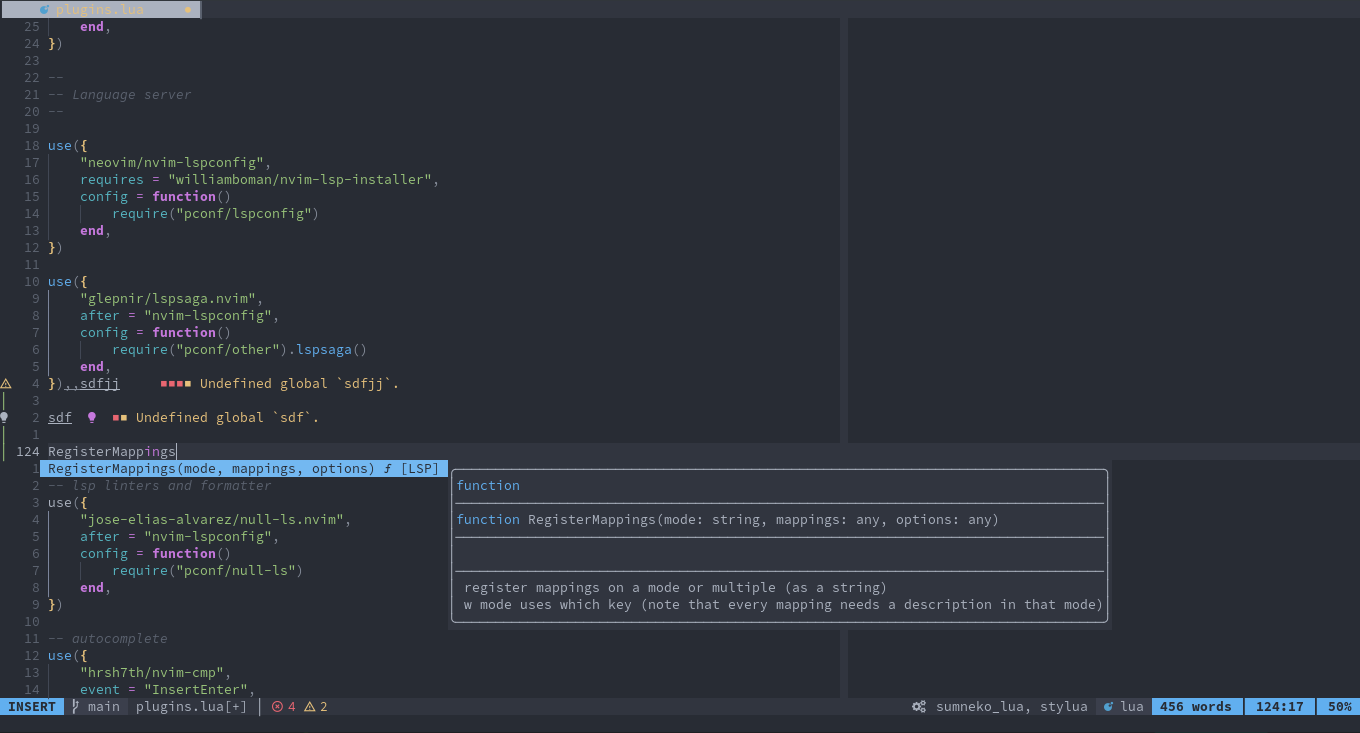 plugins.lua ●
25     end,
24 })
23
22 --
21 -- Language server
20 --
19
18 use({
17     "neovim/nvim-lspconfig",
16     requires = "williamboman/nvim-lsp-installer",
15     config = function()
14         require("pconf/lspconfig")
13     end,
12 })
11
10 use({
9     "glepnir/lspsaga.nvim",
8     after = "nvim-lspconfig",
7     config = function()
6         require("pconf/other").lspsaga()
5     end,
4 }),,sdfjj     ■■■■ Undefined global `sdfjj`.
3
2 sdf ■■ Undefined global `sdf`.
1
124 RegisterMappings
1 RegisterMappings(mode, mappings, options) ƒ [LSP]
2 -- lsp linters and formatter
function
3 use({
4     "jose-elias-alvarez/null-ls.nvim",
function RegisterMappings(mode: string, mappings: any, options: any)
5     after = "nvim-lspconfig",
6     config = function()
7         require("pconf/null-ls")
8     end,
register mappings on a mode or multiple (as a string)
9 })
w mode uses which key (note that every mapping needs a description in that mode)
10
11 -- autocomplete
12 use({
13     "hrsh7th/nvim-cmp",
14     event = "InsertEnter",
INSERT main plugins.lua[+] 4 2 sumneko_lua, stylua lua 456 words 124:17 50%